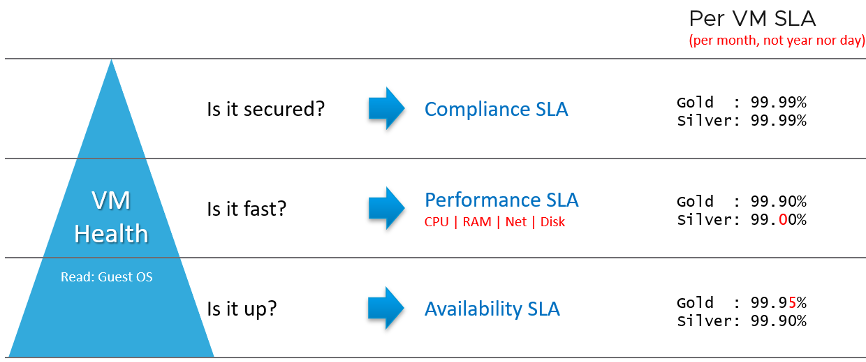 Per VM SLA
(per month, not year nor day)
Is it secured?
Compliance SLA
Gold : 99.99%
Silver: 99.99%
VM
Health
Read: Guest OS
Is it fast?
Performance SLA
CPU | RAM | Net | Disk
Gold : 99.90%
Silver: 99.00%
Is it up?
Availability SLA
Gold : 99.95%
Silver: 99.90%